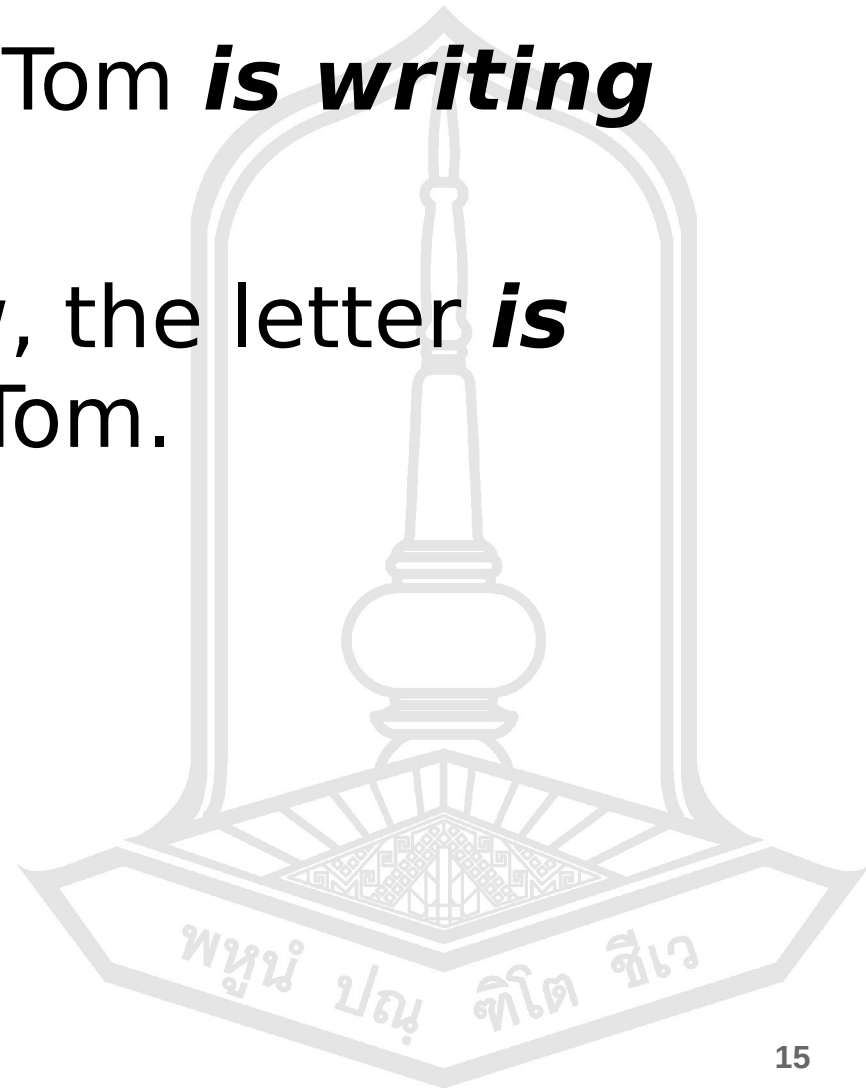 Tom is writing
, the letter is
Tom.
พหูนํ ปณฺ ฑิโต ชีเว
15